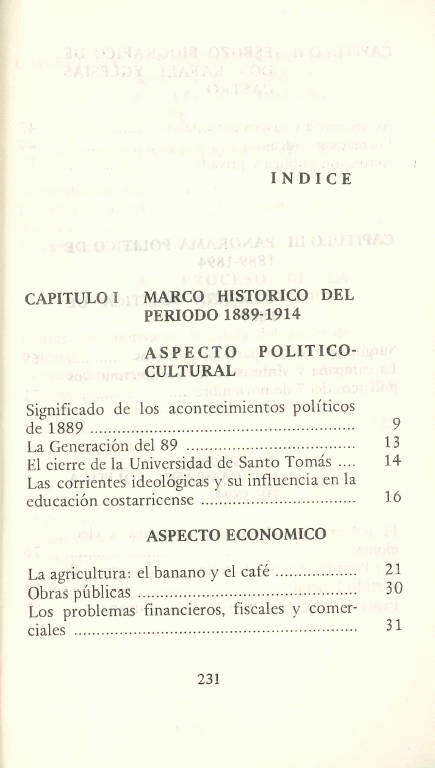 INDICE
CAPITULO I MARCO HISTORICO DEL
PERIODO 1889-1914
ASPECTO POLITICO-
CULTURAL
Significado de los acontecimientos políticos
de 1889 .................................................... 9
La Generación del 89 ................................. 13
El cierre de la Universidad de Santo Tomás .... 14
Las corrientes ideológicas y su influencia en la
educación costarricense .............................. 16
ASPECTO ECONOMICO
La agricultura: el banano y el café ................ 21
Obras públicas ........................................... 30
Los problemas financieros, fiscales y comer-
ciales ....................................................... 31
231